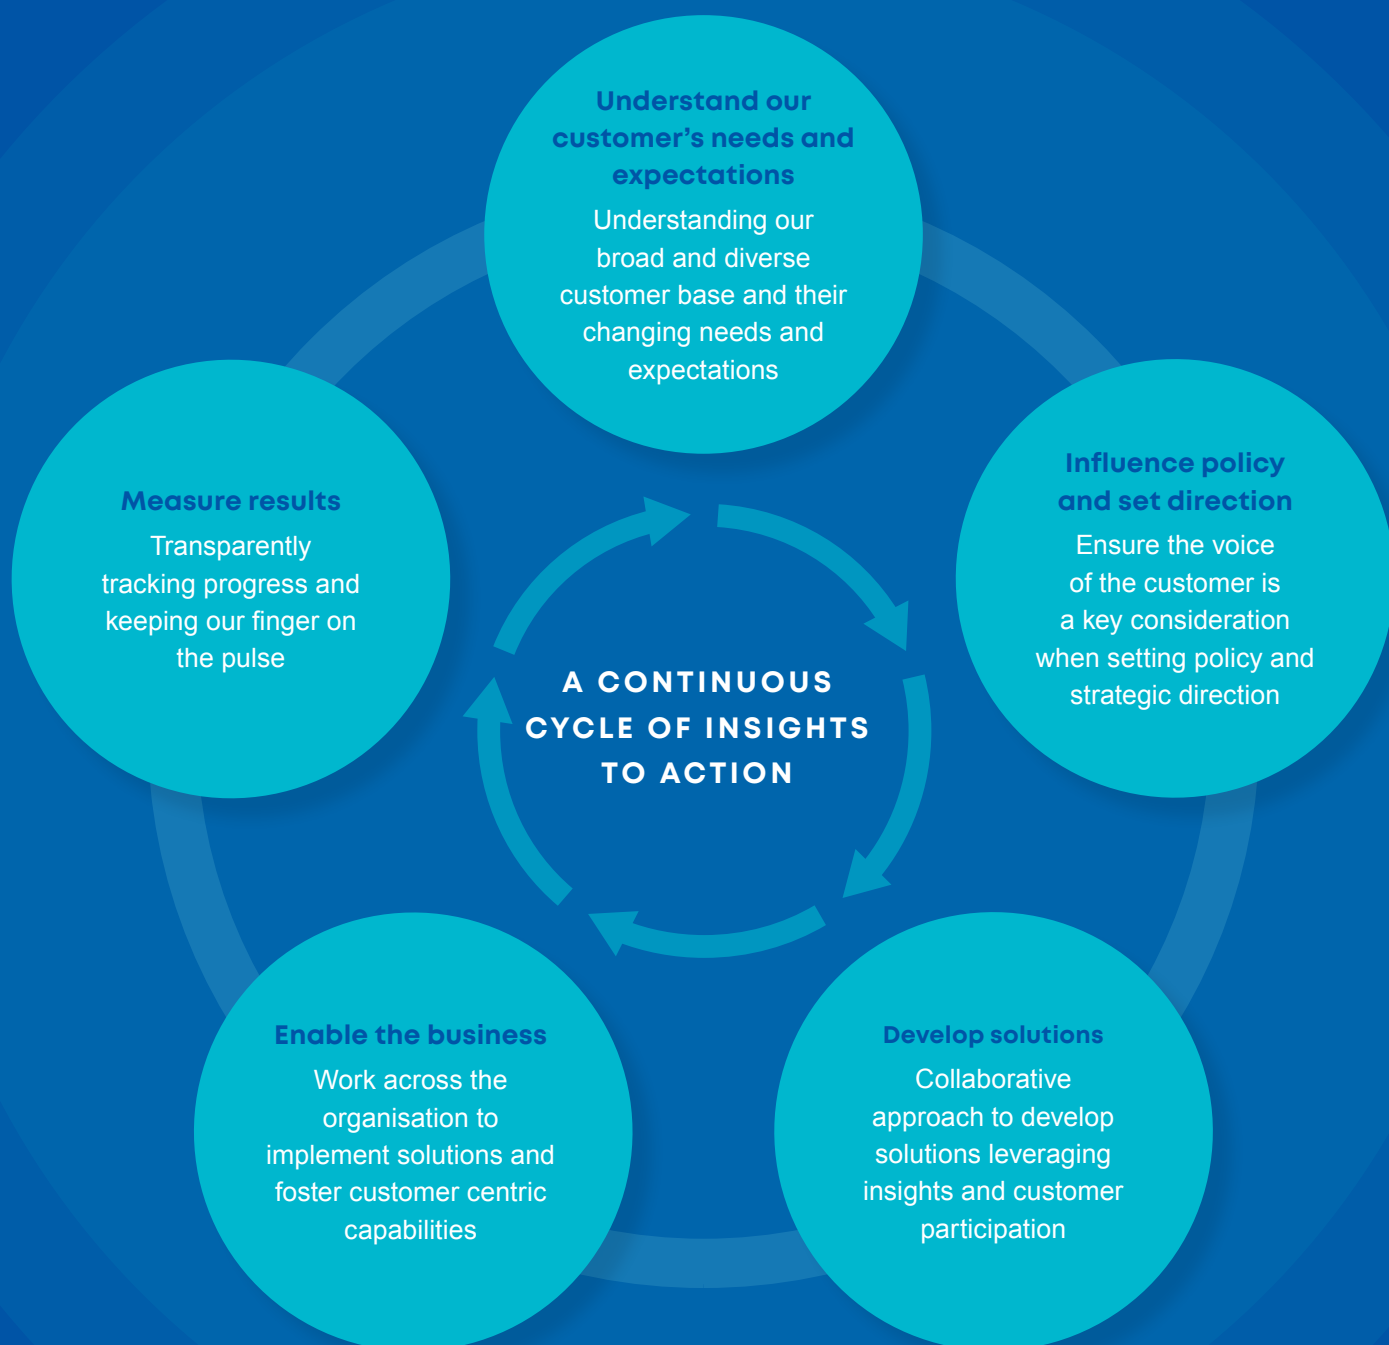 Understand our
customer’s needs and
expectations
Understanding our
broad and diverse
customer base and their
changing needs and
expectations
Influence policy
and set direction
Ensure the voice
of the customer is
a key consideration
when setting policy and
strategic direction
Develop solutions
Collaborative
approach to develop
solutions leveraging
insights and customer
participation
Enable the business
Work across the
organisation to
implement solutions and
foster customer centric
capabilities
Measure results
Transparently
tracking progress and
keeping our finger on
the pulse
A CONTINUOUS
CYCLE OF INSIGHTS
TO ACTION